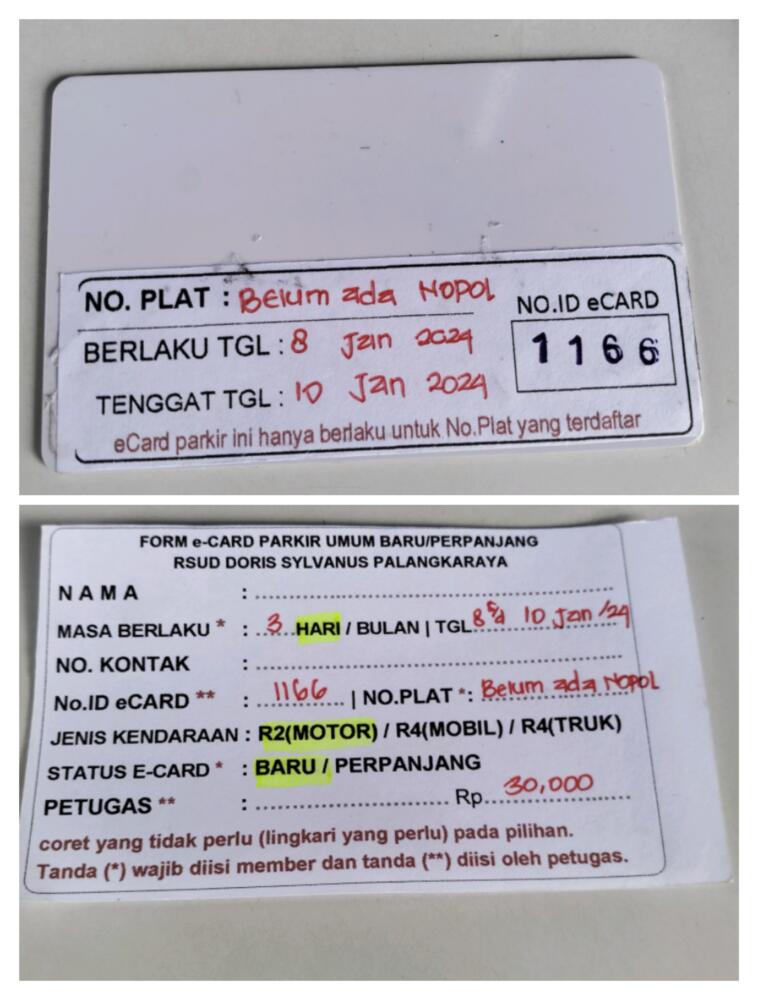 NO. PLAT : Belum ada NOPOL
NO.ID eCARD
BERLAKU TGL : 8 Jan 2024
1 1 6 6
TENGGAT TGL : 10 Jan 2024
eCard parkir ini hanya berlaku untuk No.Plat yang terdaftar
FORM e-CARD PARKIR UMUM BARU/PERPANJANG
RSUD DORIS SYLVANUS PALANGKARAYA
N A M A : ..........
MASA BERLAKU * : ...3...HARI / BULAN | TGL 8 s/d 10 Jan /24
NO. KONTAK : ..........
No.ID eCARD ** : ...1166... | NO.PLAT *: Belum ada Nopol
JENIS KENDARAAN : R2(MOTOR) / R4(MOBIL) / R4(TRUK)
STATUS E-CARD * : BARU / PERPANJANG
PETUGAS ** : .......... Rp...30,000...
coret yang tidak perlu (lingkari yang perlu) pada pilihan.
Tanda (*) wajib diisi member dan tanda (**) diisi oleh petugas.